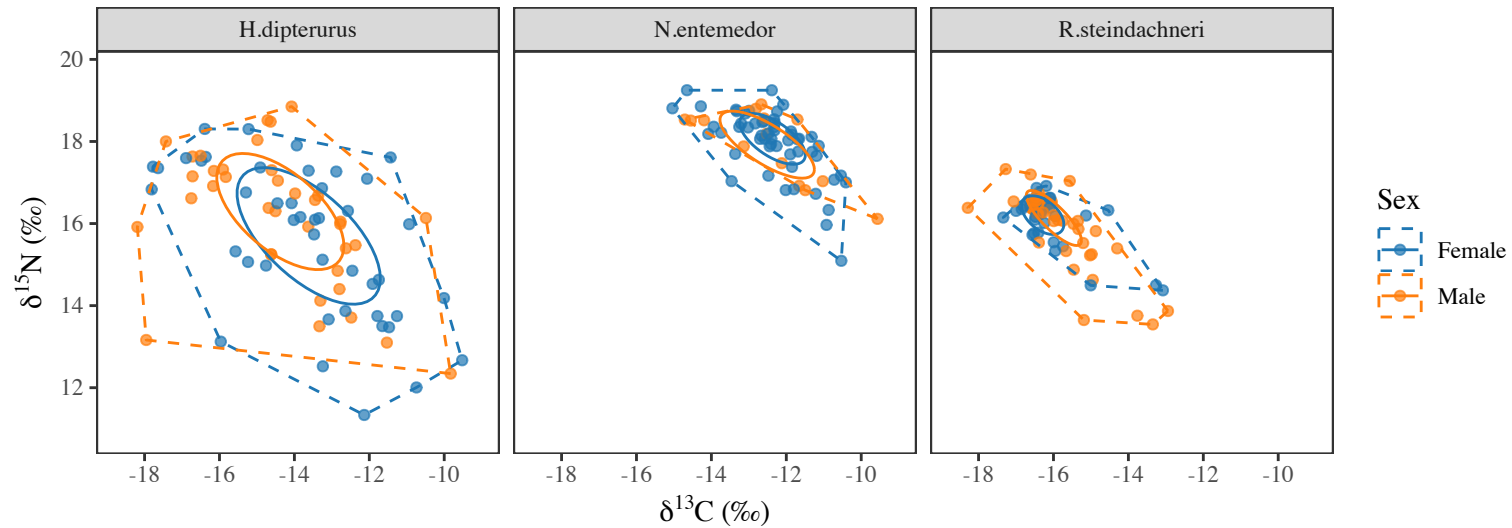 H.dipterurus N.entemedor R.steindachneri
20
18
16
14
12
δ15N (‰)
-18 -16 -14 -12 -10 -18 -16 -14 -12 -10 -18 -16 -14 -12 -10
δ13C (‰)
Sex
Female
Male